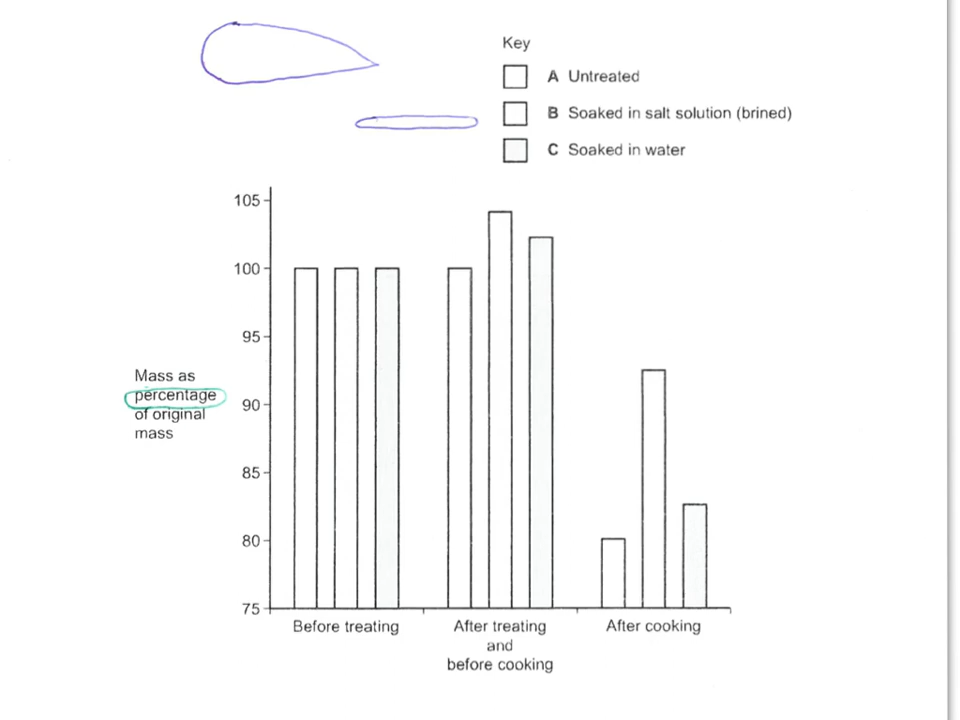 Key
A Untreated
B Soaked in salt solution (brined)
C Soaked in water
105
100
95
90
85
80
75
Mass as
percentage
of original
mass
Before treating
After treating
and
before cooking
After cooking